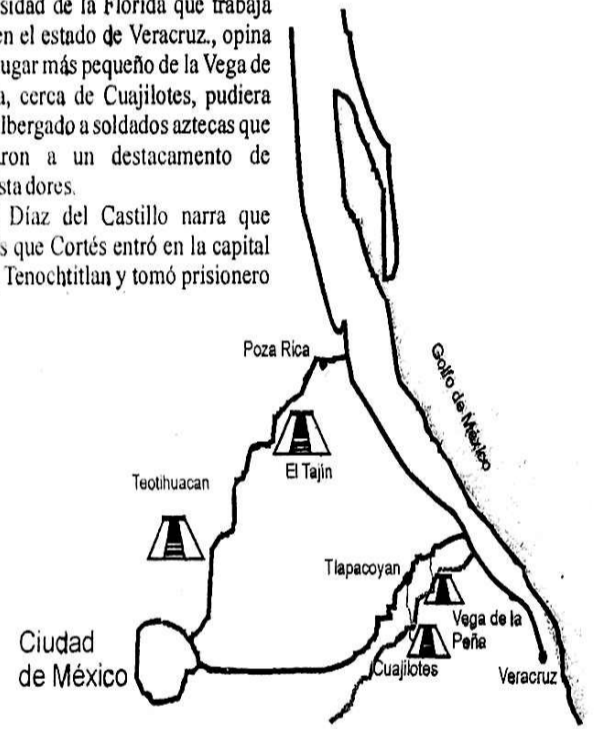 sidad de la Florida que trabaja
en el estado de Veracruz., opina
ugar más pequeño de la Vega de
a, cerca de Cuajilotes, pudiera
lbergado a soldados aztecas que
ron a un destacamento de
sta dores.
Díaz del Castillo narra que
s que Cortés entró en la capital
Tenochtitlan y tomó prisionero
Poza Rica
Golfo de México
El Tajín
Teotihuacan
Tlapacoyan
Vega de la
Peña
Cuajilotes
Veracruz
Ciudad
de México